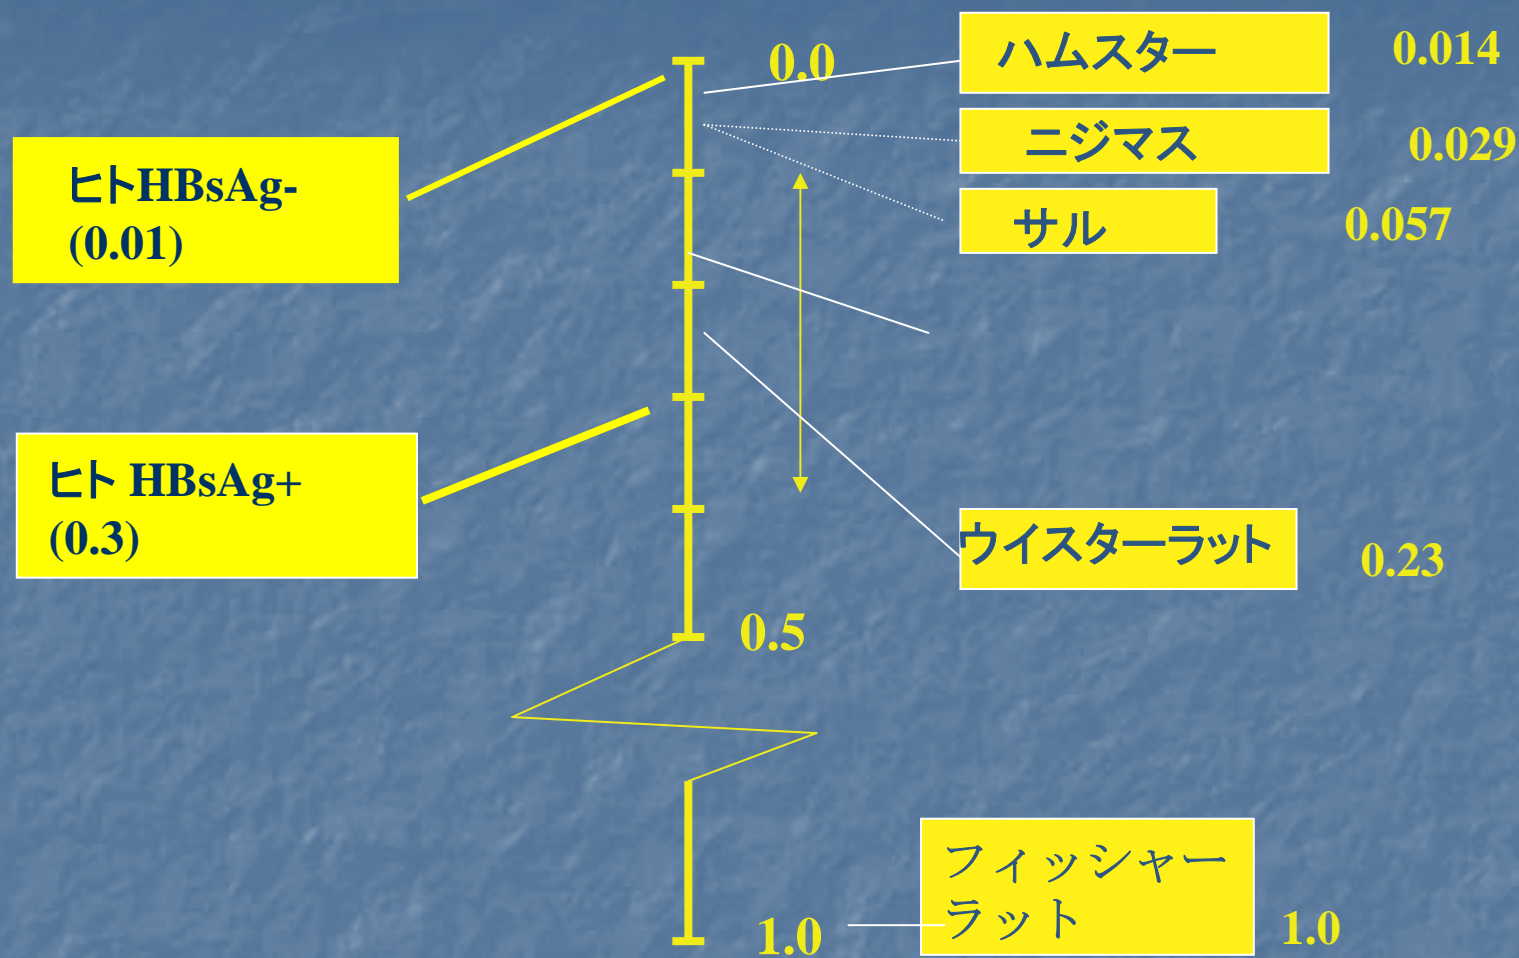 0.0
ハムスター
0.014
ニジマス
0.029
サル
0.057
ヒトHBsAg-
(0.01)
ヒト HBsAg+
(0.3)
ウイスターラット
0.23
0.5
フィッシャー
ラット
1.0
1.0